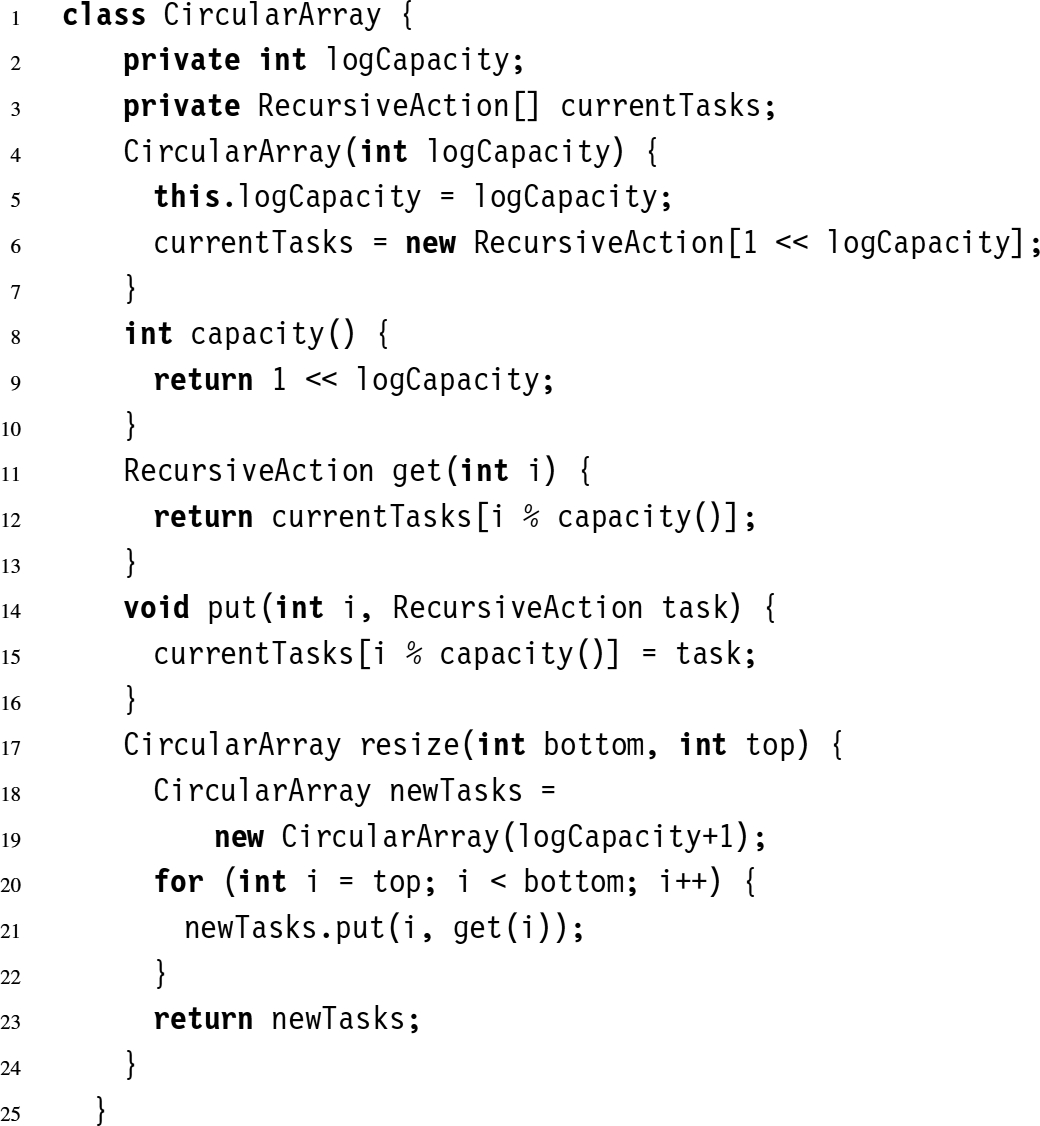 1 class CircularArray {
2 private int logCapacity;
3 private RecursiveAction[] currentTasks;
4 CircularArray(int logCapacity) {
5 this.logCapacity = logCapacity;
6 currentTasks = new RecursiveAction[1 << logCapacity];
7 }
8 int capacity() {
9 return 1 << logCapacity;
10 }
11 RecursiveAction get(int i) {
12 return currentTasks[i % capacity()];
13 }
14 void put(int i, RecursiveAction task) {
15 currentTasks[i % capacity()] = task;
16 }
17 CircularArray resize(int bottom, int top) {
18 CircularArray newTasks =
19 new CircularArray(logCapacity+1);
20 for (int i = top; i < bottom; i++) {
21 newTasks.put(i, get(i));
22 }
23 return newTasks;
24 }
25 }